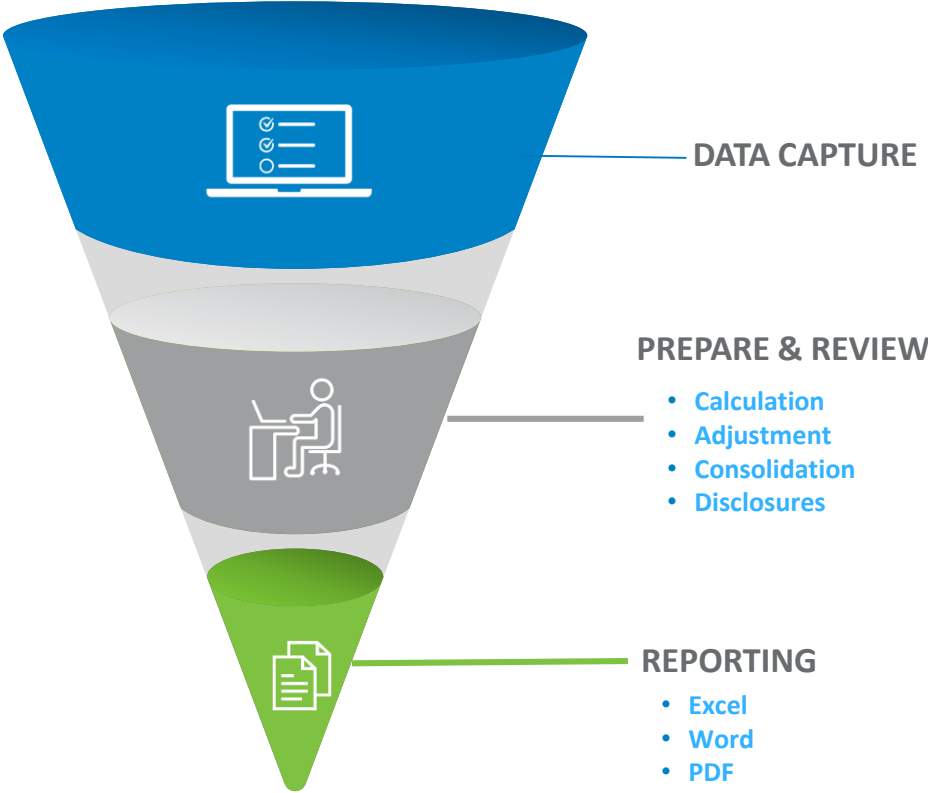 DATA CAPTURE
PREPARE & REVIEW
• Calculation
• Adjustment
• Consolidation
• Disclosures
REPORTING
• Excel
• Word
• PDF